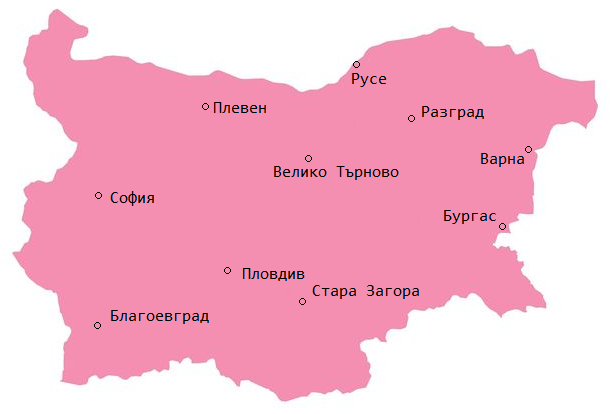 Русе
Плевен
Разград
Варна
Велико Търново
София
Бургас
Пловдив
Стара Загора
Благоевград